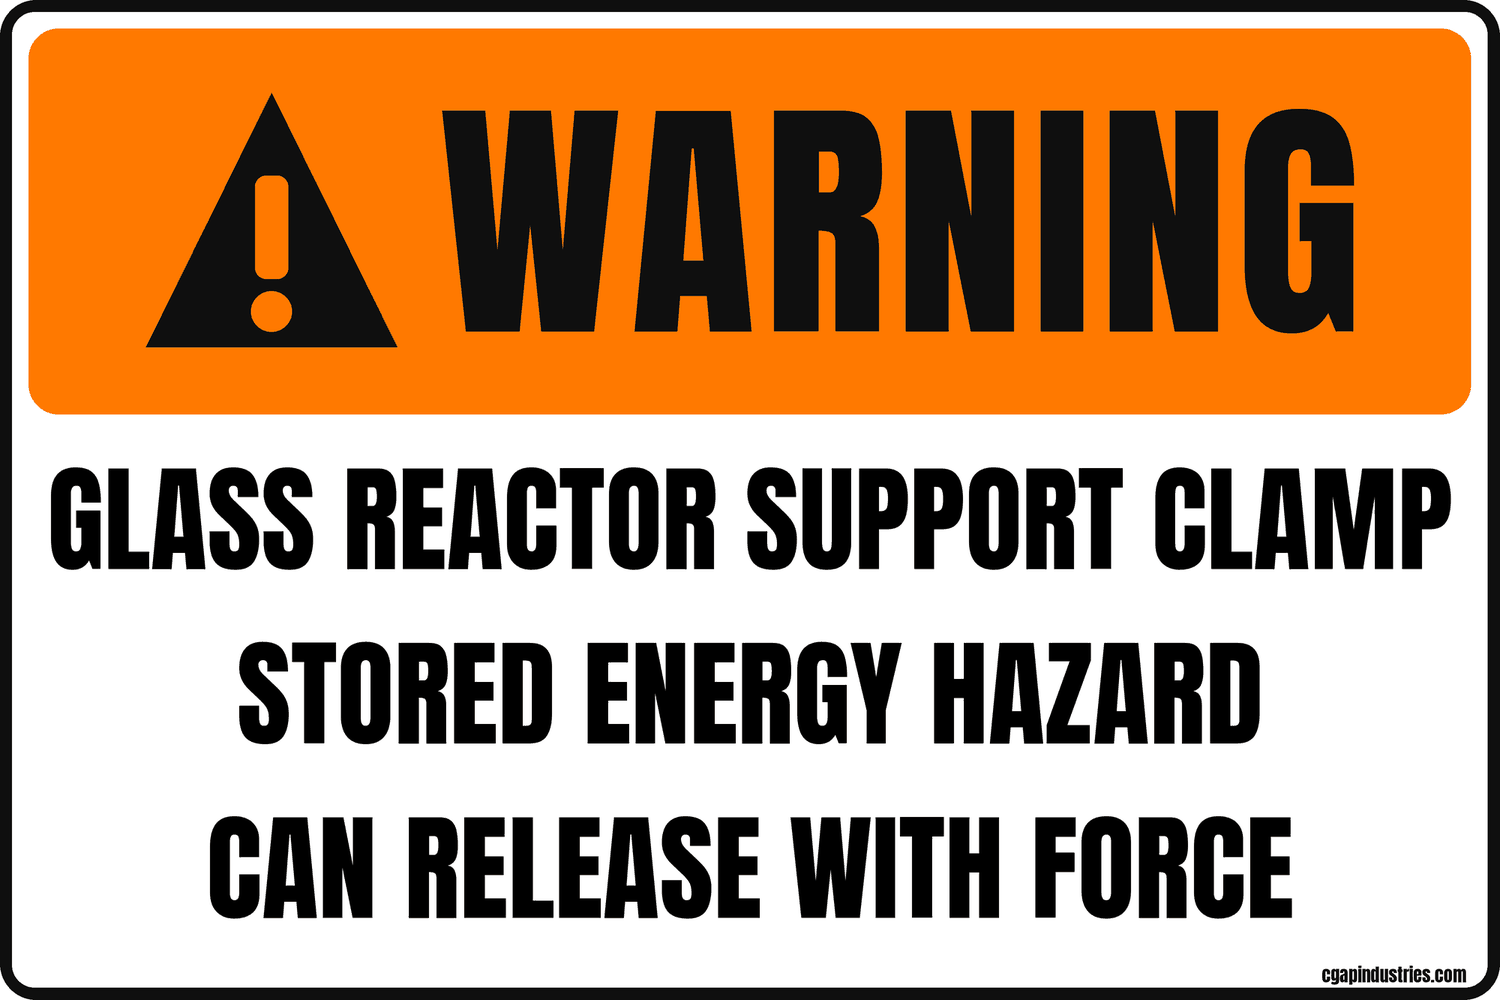 WARNING
GLASS REACTOR SUPPORT CLAMP
STORED ENERGY HAZARD
CAN RELEASE WITH FORCE
cgapindustries.com